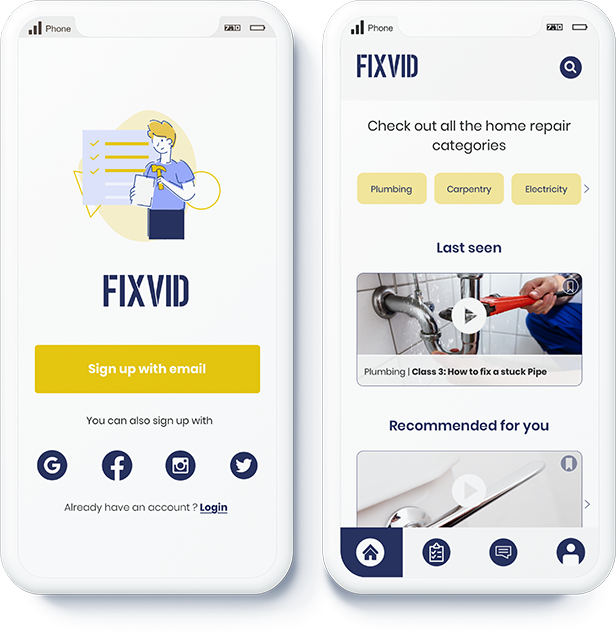 Phone 7:10
FIXVID
Sign up with email
You can also sign up with
Already have an account ? Login
Phone 7:10
FIXVID
Check out all the home repair
categories
Plumbing Carpentry Electricity
Last seen
Plumbing | Class 3: How to fix a stuck Pipe
Recommended for you